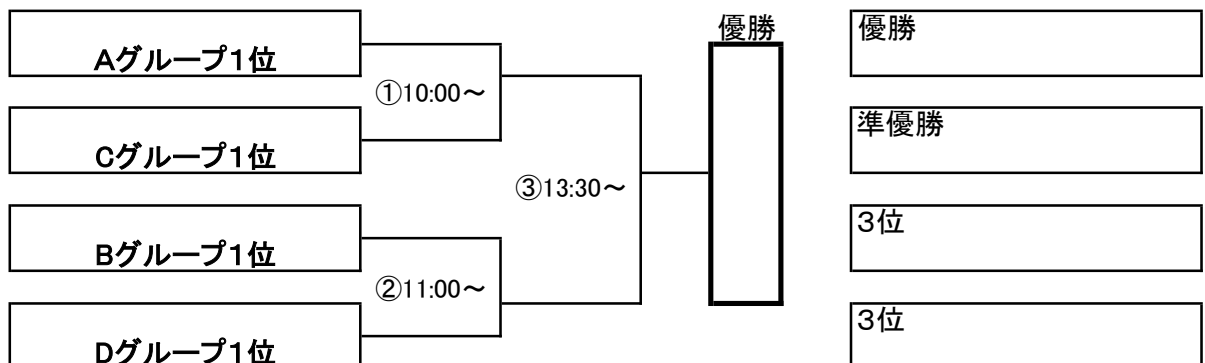 優勝
優勝
Aグループ1位
①10:00～
準優勝
Cグループ1位
③13:30～
3位
Bグループ1位
②11:00～
3位
Dグループ1位